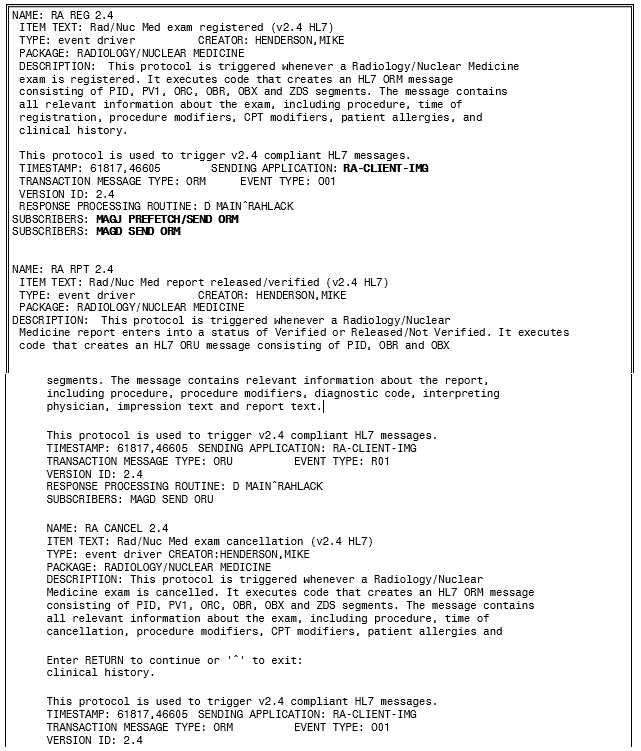 NAME: RA REG 2.4
ITEM TEXT: Rad/Nuc Med exam registered (v2.4 HL7)
TYPE: event driver CREATOR: HENDERSON,MIKE
PACKAGE: RADIOLOGY/NUCLEAR MEDICINE
DESCRIPTION: This protocol is triggered whenever a Radiology/Nuclear Medicine
exam is registered. It executes code that creates an HL7 ORM message
consisting of PID, PV1, ORC, OBR, OBX and ZDS segments. The message contains
all relevant information about the exam, including procedure, time of
registration, procedure modifiers, CPT modifiers, patient allergies, and
clinical history.
This protocol is used to trigger v2.4 compliant HL7 messages.
TIMESTAMP: 61817,46605 SENDING APPLICATION: RA-CLIENT-IMG
TRANSACTION MESSAGE TYPE: ORM EVENT TYPE: O01
VERSION ID: 2.4
RESPONSE PROCESSING ROUTINE: D MAIN^RAHLACK
SUBSCRIBERS: MAGJ PREFETCH/SEND ORM
SUBSCRIBERS: MAGD SEND ORM
NAME: RA RPT 2.4
ITEM TEXT: Rad/Nuc Med report released/verified (v2.4 HL7)
TYPE: event driver CREATOR: HENDERSON,MIKE
PACKAGE: RADIOLOGY/NUCLEAR MEDICINE
DESCRIPTION: This protocol is triggered whenever a Radiology/Nuclear
Medicine report enters into a status of Verified or Released/Not Verified. It executes
code that creates an HL7 ORU message consisting of PID, OBR and OBX
segments. The message contains relevant information about the report,
including procedure, procedure modifiers, diagnostic code, interpreting
physician, impression text and report text.
This protocol is used to trigger v2.4 compliant HL7 messages.
TIMESTAMP: 61817,46605 SENDING APPLICATION: RA-CLIENT-IMG
TRANSACTION MESSAGE TYPE: ORU EVENT TYPE: R01
VERSION ID: 2.4
RESPONSE PROCESSING ROUTINE: D MAIN^RAHLACK
SUBSCRIBERS: MAGD SEND ORU
NAME: RA CANCEL 2.4
ITEM TEXT: Rad/Nuc Med exam cancellation (v2.4 HL7)
TYPE: event driver CREATOR:HENDERSON,MIKE
PACKAGE: RADIOLOGY/NUCLEAR MEDICINE
DESCRIPTION: This protocol is triggered whenever a Radiology/Nuclear
Medicine exam is cancelled. It executes code that creates an HL7 ORM message
consisting of PID, PV1, ORC, OBR, OBX and ZDS segments. The message contains
all relevant information about the exam, including procedure, time of
cancellation, procedure modifiers, CPT modifiers, patient allergies and
Enter RETURN to continue or '^' to exit:
clinical history.
This protocol is used to trigger v2.4 compliant HL7 messages.
TIMESTAMP: 61817,46605 SENDING APPLICATION: RA-CLIENT-IMG
TRANSACTION MESSAGE TYPE: ORM EVENT TYPE: O01
VERSION ID: 2.4